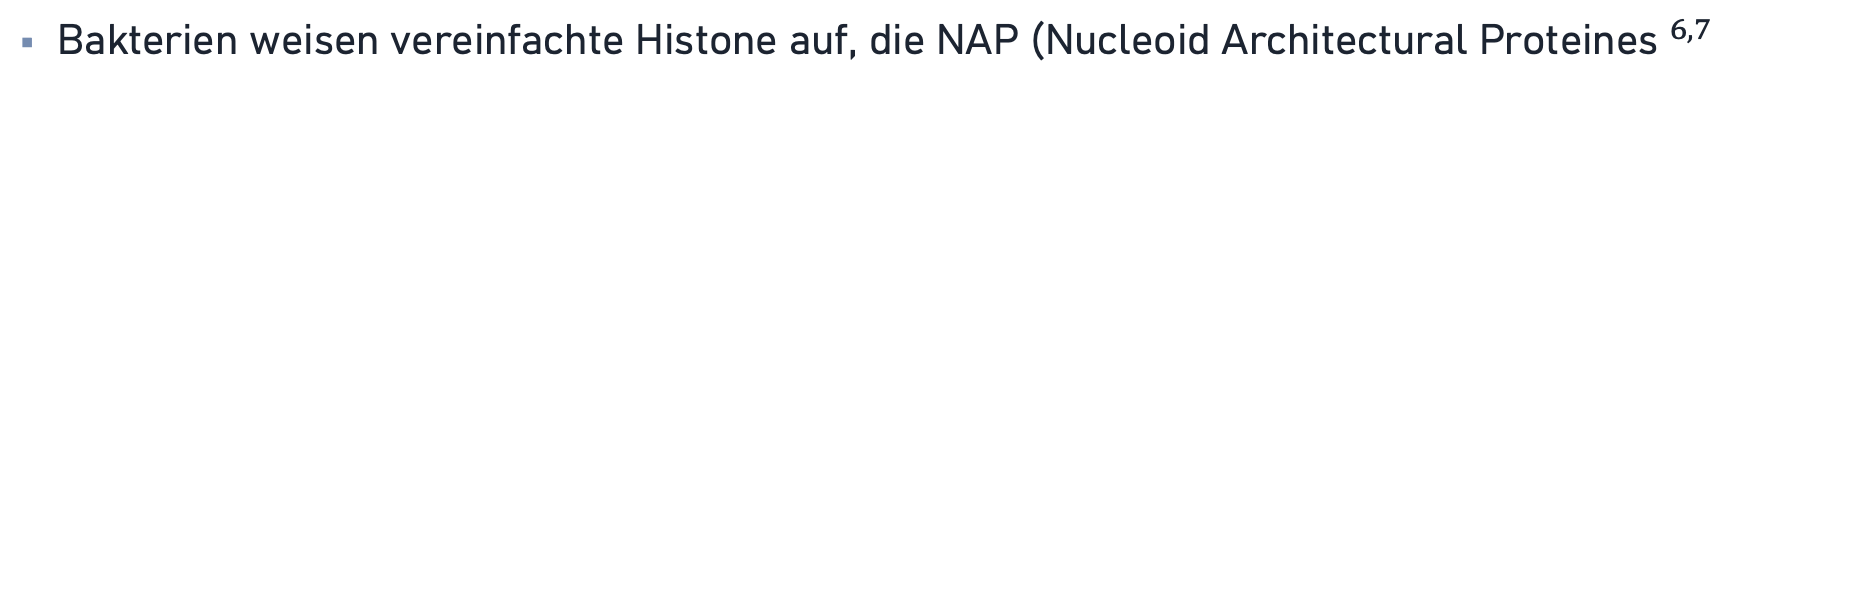 ▪ Bakterien weisen vereinfachte Histone auf, die NAP (Nucleoid Architectural Proteines 6,7